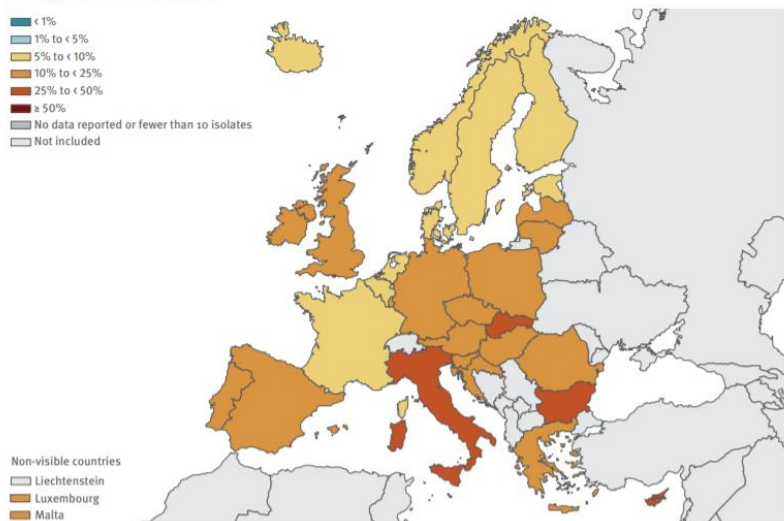 < 1%
1% to < 5%
5% to < 10%
10% to < 25%
25% to < 50%
≥ 50%
No data reported or fewer than 10 isolates
Not included
Non-visible countries
Liechtenstein
Luxembourg
Malta